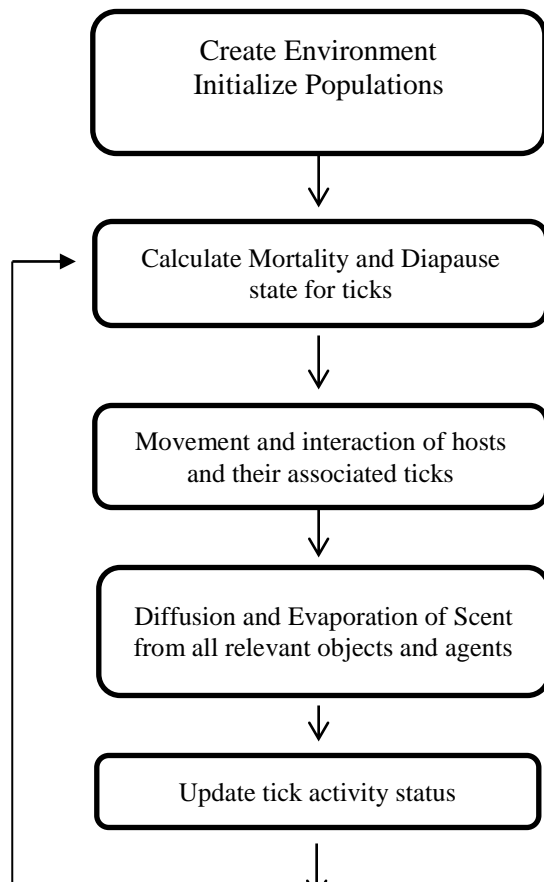 Create Environment
Initialize Populations
Calculate Mortality and Diapause
state for ticks
Movement and interaction of hosts
and their associated ticks
Diffusion and Evaporation of Scent
from all relevant objects and agents
Update tick activity status